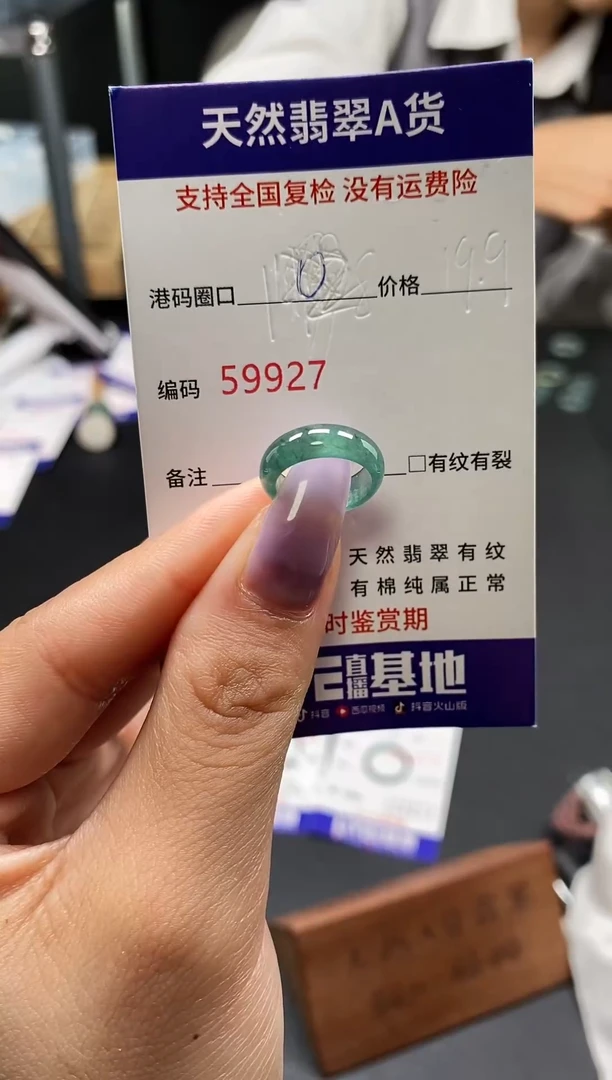 天然翡翠A货
支持全国复检 没有运费险
港码圈口 0 价格 19.9
编码 59927
备注 □有纹有裂
天然翡翠有纹
有棉纯属正常
时鉴赏期
直播基地
抖音 西瓜视频 抖音火山版